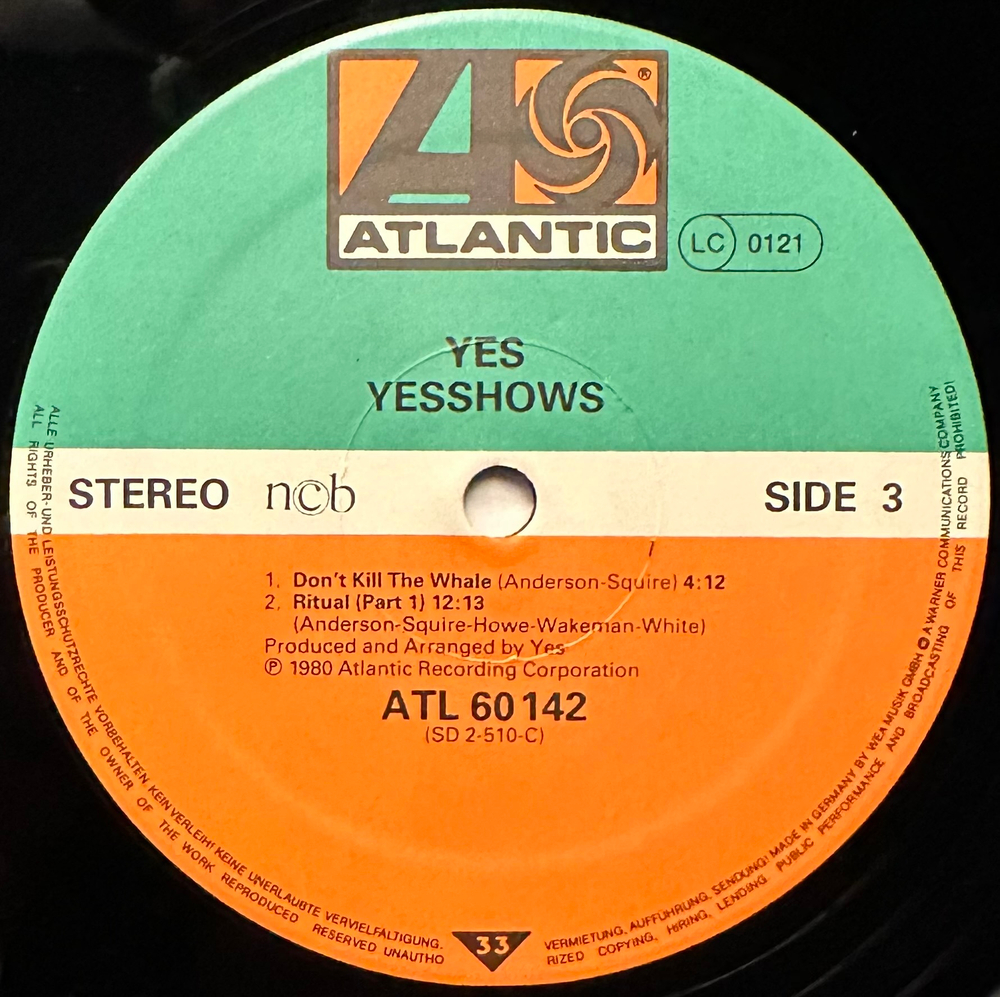 ®
ATLANTIC
LC 0121
YES
YESSHOWS
STEREO n©b SIDE 3
1. Don't Kill The Whale (Anderson-Squire) 4:12
2. Ritual (Part 1) 12:13
(Anderson-Squire-Howe-Wakeman-White)
Produced and Arranged by Yes
℗ 1980 Atlantic Recording Corporation
ATL 60142
(SD 2-510-C)
33
ALLE URHEBER-UND LEISTUNGSSCHUTZRECHTE VORBEHALTEN. KEIN VERLEIH! KEINE UNERLAUBTE VERVIELFÄLTIGUNG. VERMIETUNG, AUFFÜHRUNG, SENDUNG! MADE IN GERMANY BY WEA MUSIK GMBH A WARNER COMMUNICATIONS COMPANY
ALL RIGHTS OF THE PRODUCER AND OF THE OWNER OF THE WORK REPRODUCED RESERVED UNAUTHORIZED COPYING, HIRING, LENDING PUBLIC PERFORMANCE AND BROADCASTING OF THIS RECORD PROHIBITED!